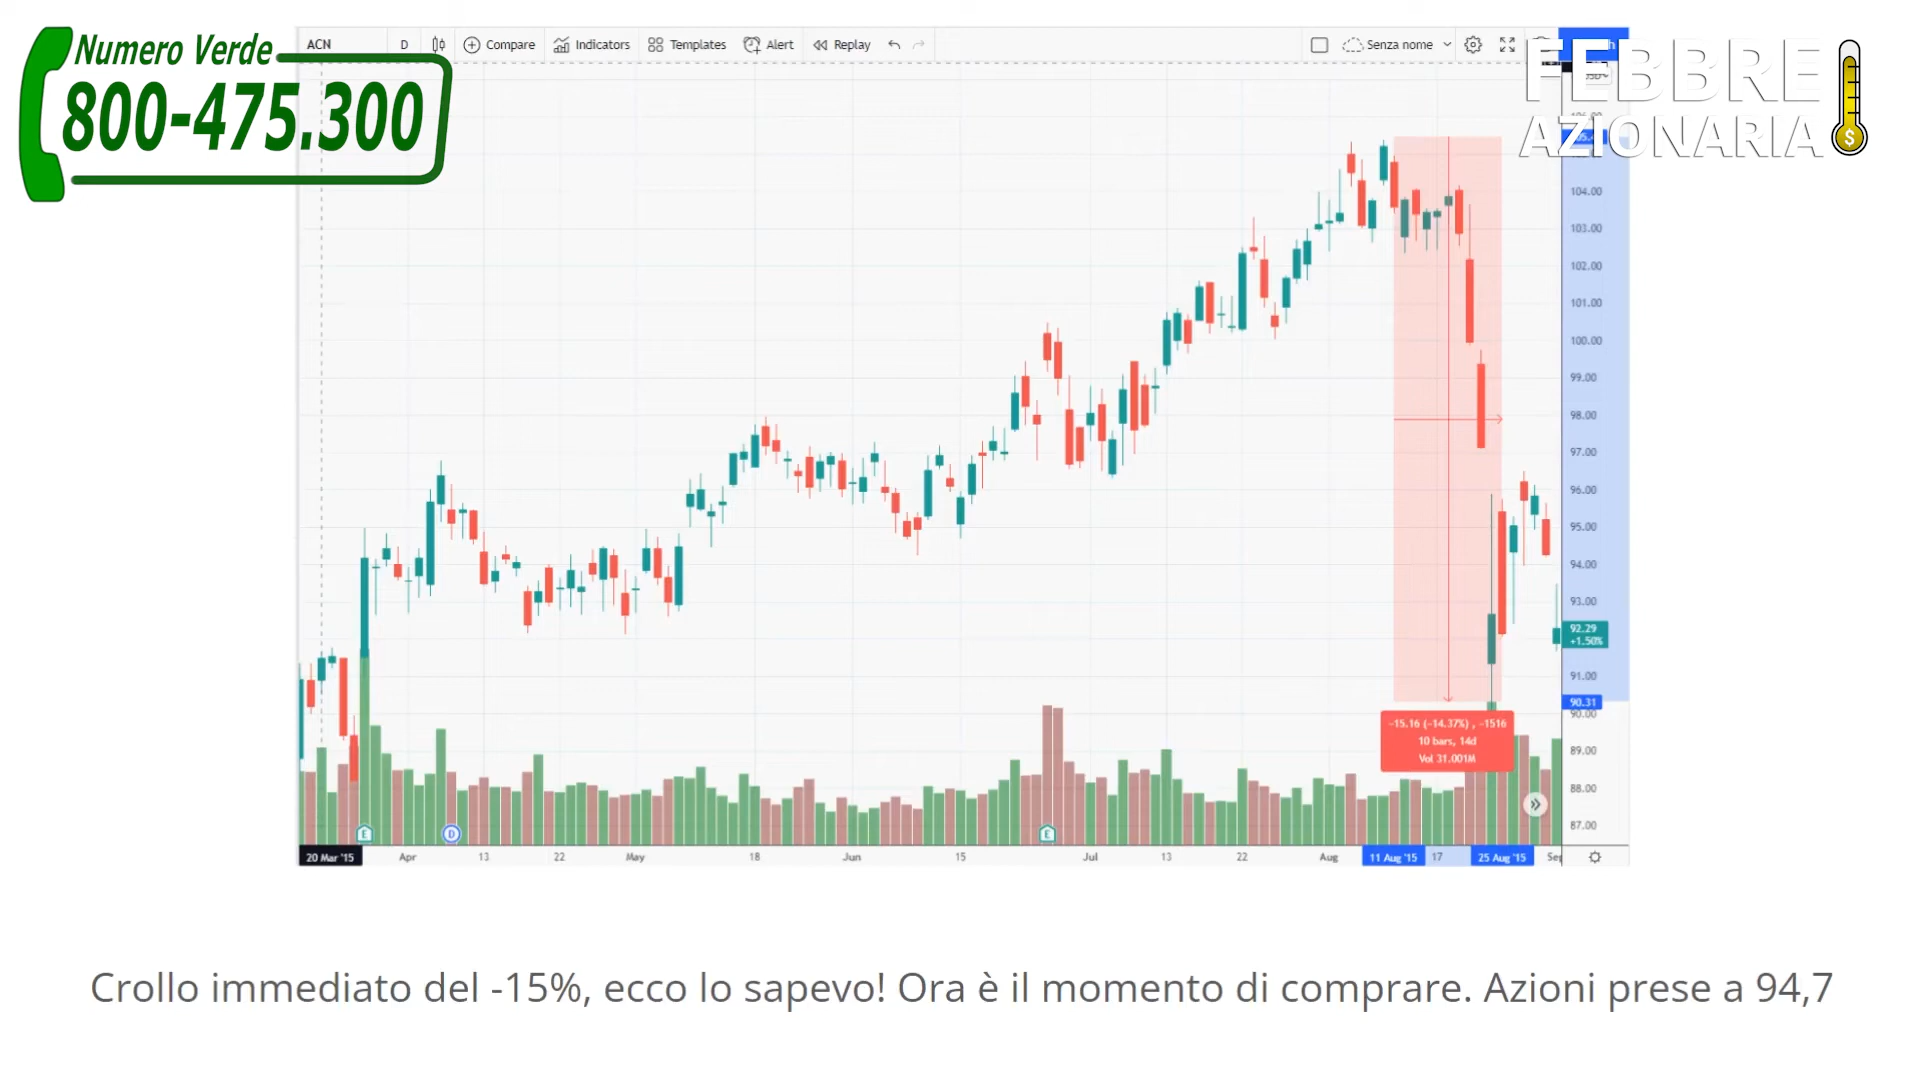 Numero Verde
800-475.300
ACN
D
Compare
Indicators
Templates
Alert
Replay
Senza nome
FEBBRE
AZIONARIA
$
104.00
103.00
102.00
101.00
100.00
99.00
98.00
97.00
96.00
95.00
94.00
93.00
92.29
+1.50%
91.00
90.31
90.00
89.00
88.00
87.00
-15.16 (-14.37%) , -1516
10 bars, 14d
Vol 31.001M
E
D
E
20 Mar '15
Apr
13
22
May
18
Jun
15
Jul
13
22
Aug
11 Aug '15
17
25 Aug '15
Crollo immediato del -15%, ecco lo sapevo! Ora è il momento di comprare. Azioni prese a 94,7